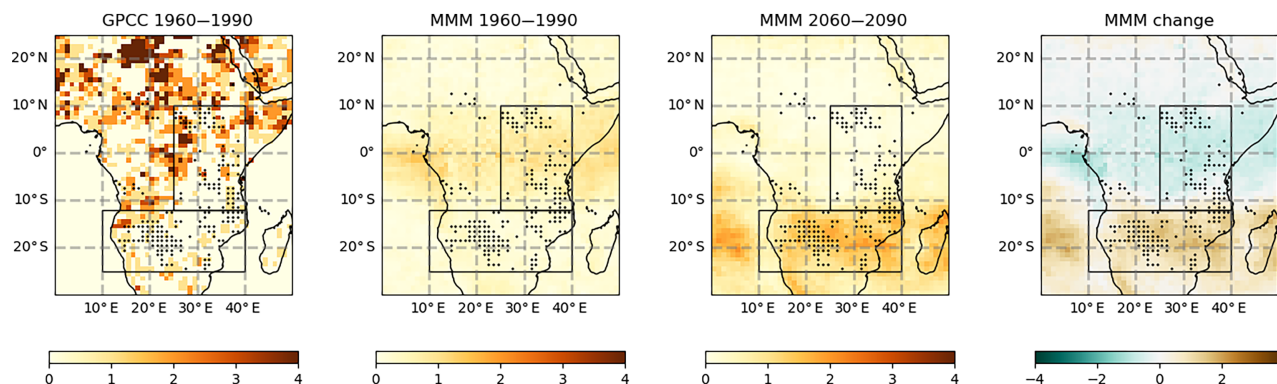 GPCC 1960−1990 MMM 1960−1990 MMM 2060−2090 MMM change
20°N 20°N 20°N 20°N
10°N 10°N 10°N 10°N
0° 0° 0° 0°
10°S 10°S 10°S 10°S
20°S 20°S 20°S 20°S
10°E 20°E 30°E 40°E 10°E 20°E 30°E 40°E 10°E 20°E 30°E 40°E 10°E 20°E 30°E 40°E
0 1 2 3 4 0 1 2 3 4 0 1 2 3 4 −4 −2 0 2